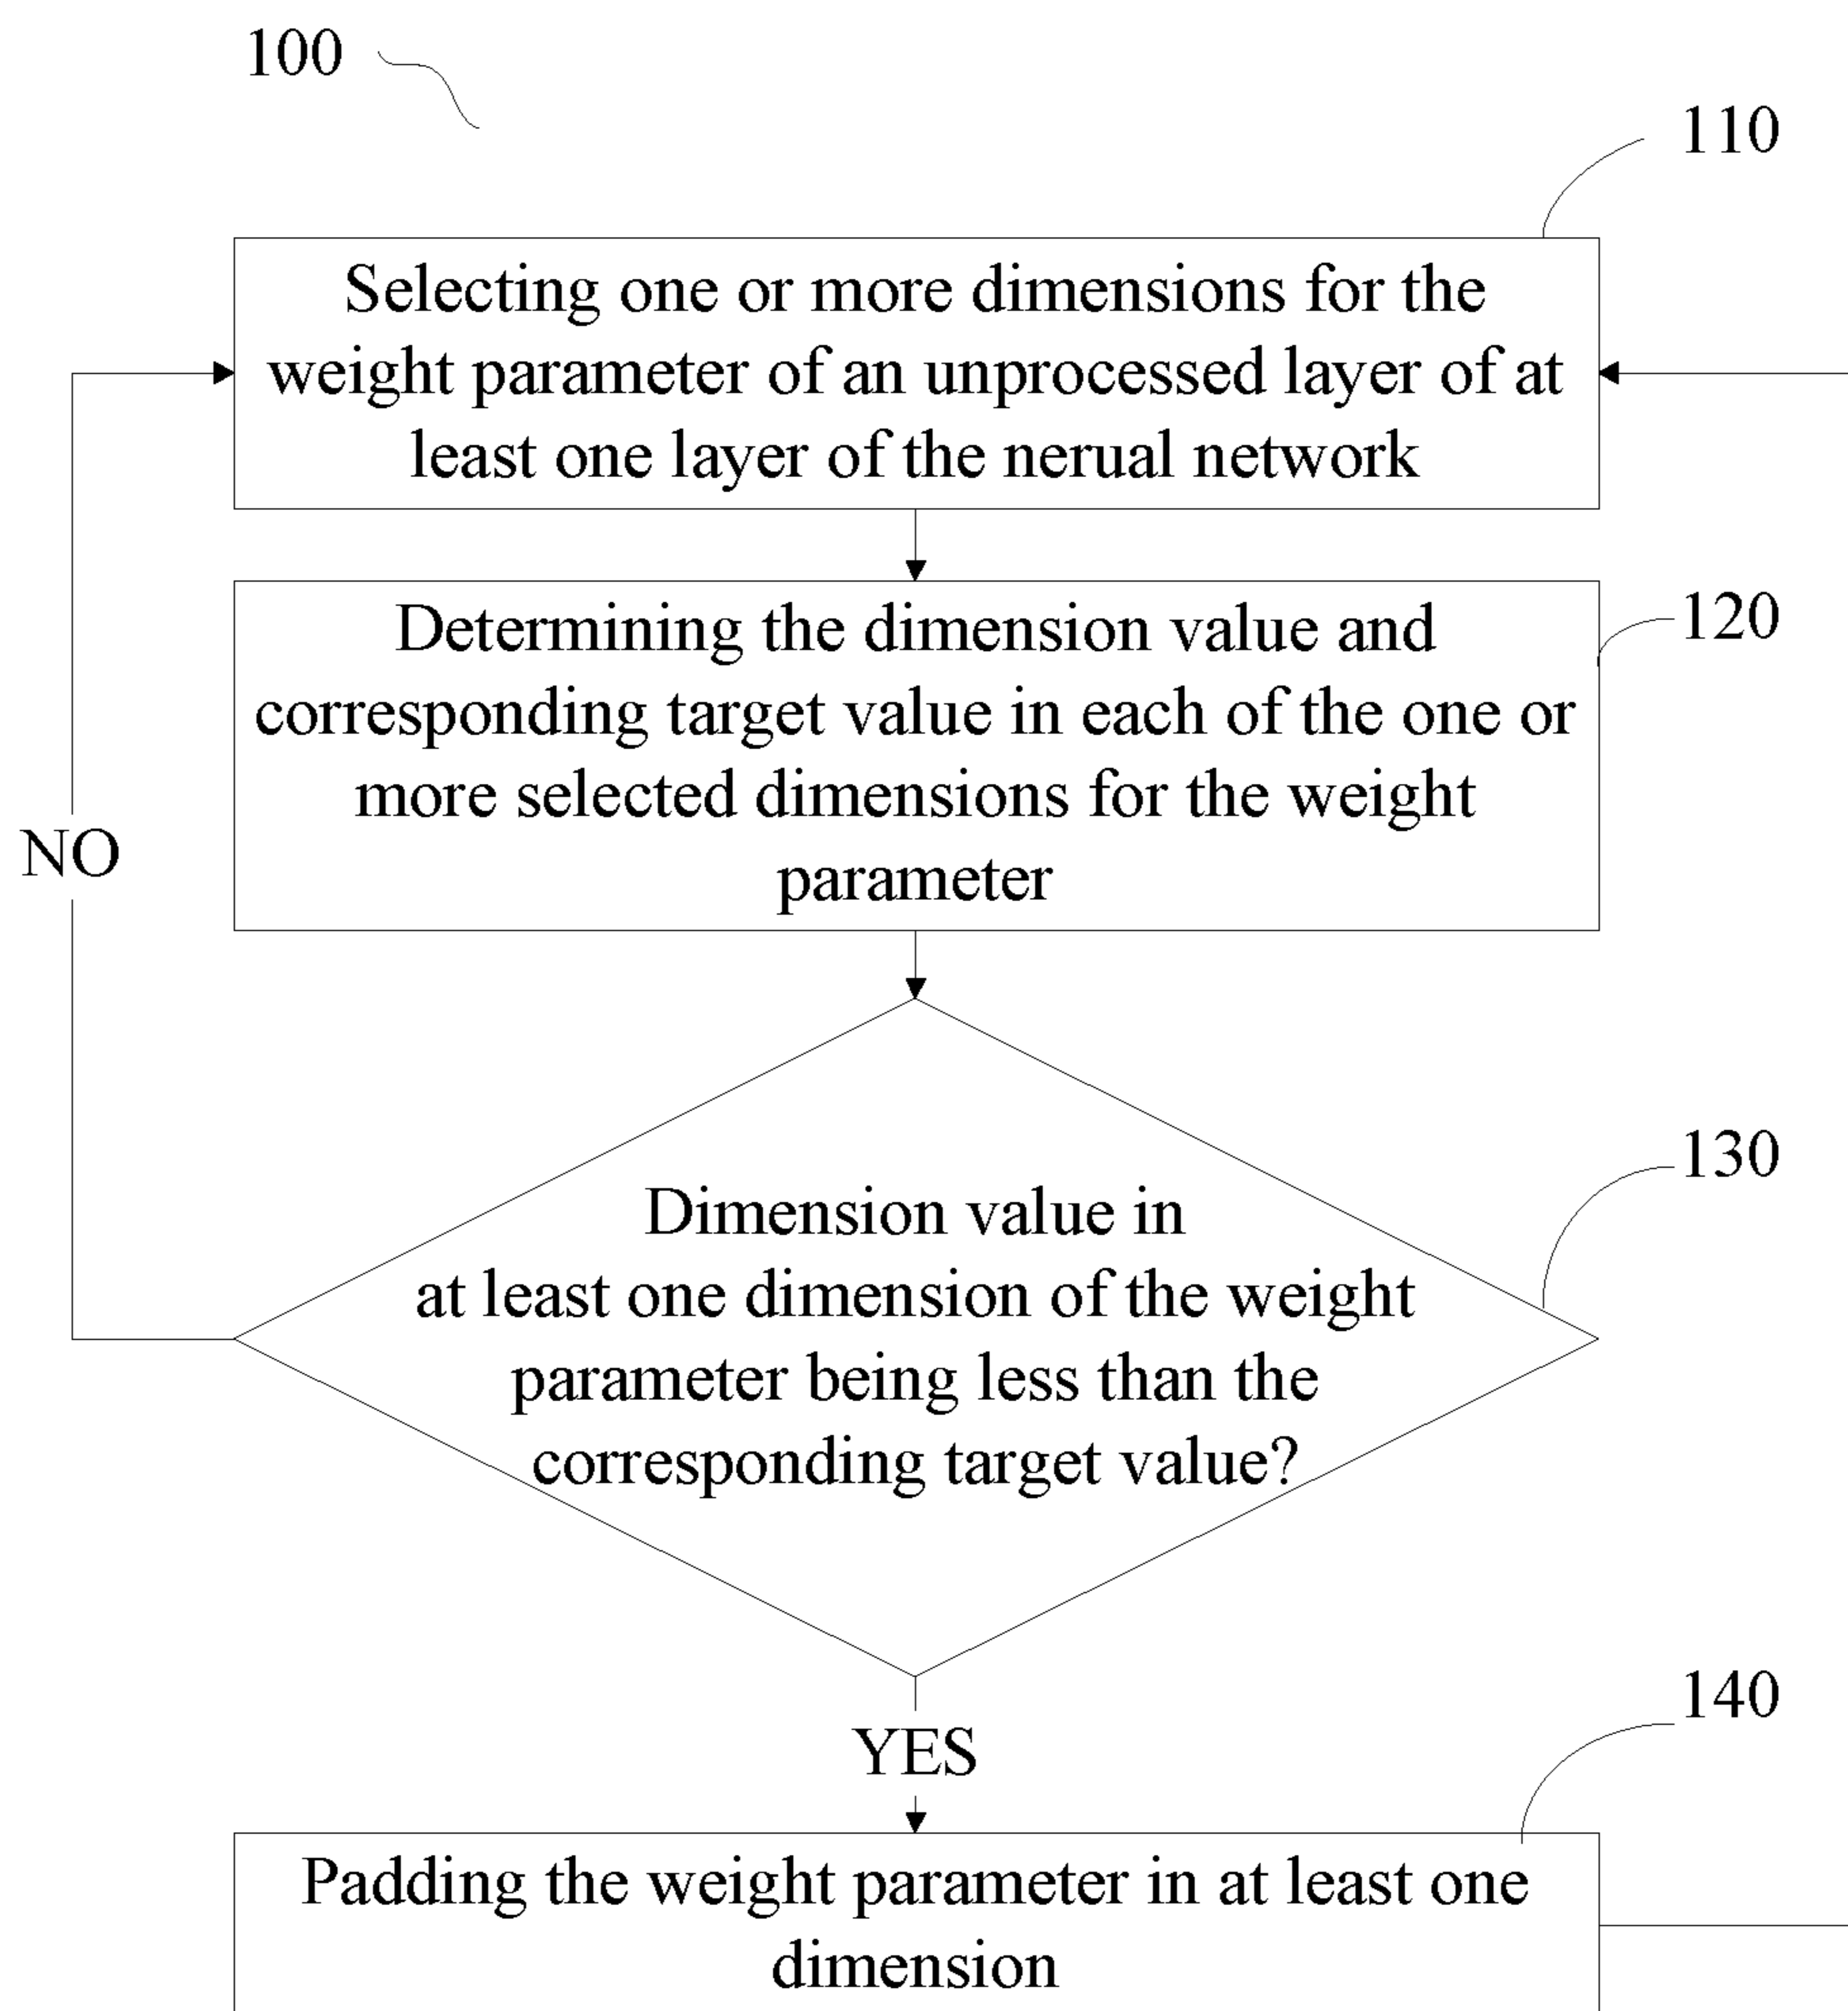 100
110
Selecting one or more dimensions for the
weight parameter of an unprocessed layer of at
least one layer of the nerual network
120
Determining the dimension value and
corresponding target value in each of the one or
more selected dimensions for the weight
parameter
NO
130
Dimension value in
at least one dimension of the weight
parameter being less than the
corresponding target value?
YES
140
Padding the weight parameter in at least one
dimension